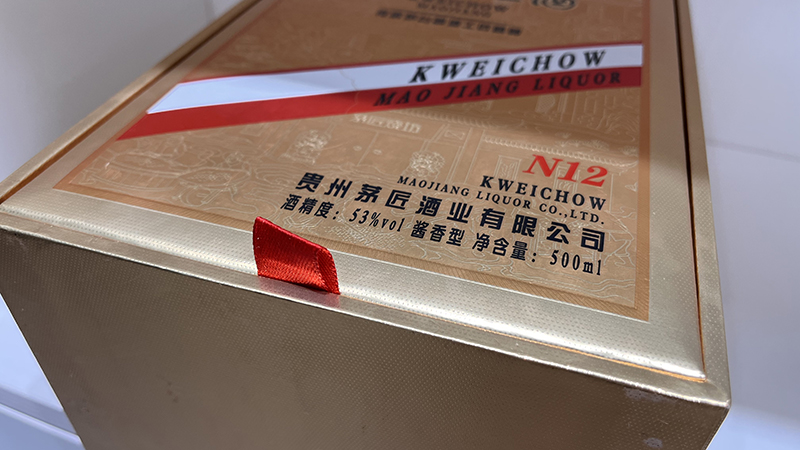 KWEICHOW
MAO JIANG LIQUOR
N12
KWEICHOW
MAOJIANG LIQUOR CO.,LTD.
贵州茅匠酒业有限公司
酒精度：53%vol 酱香型 净含量：500ml